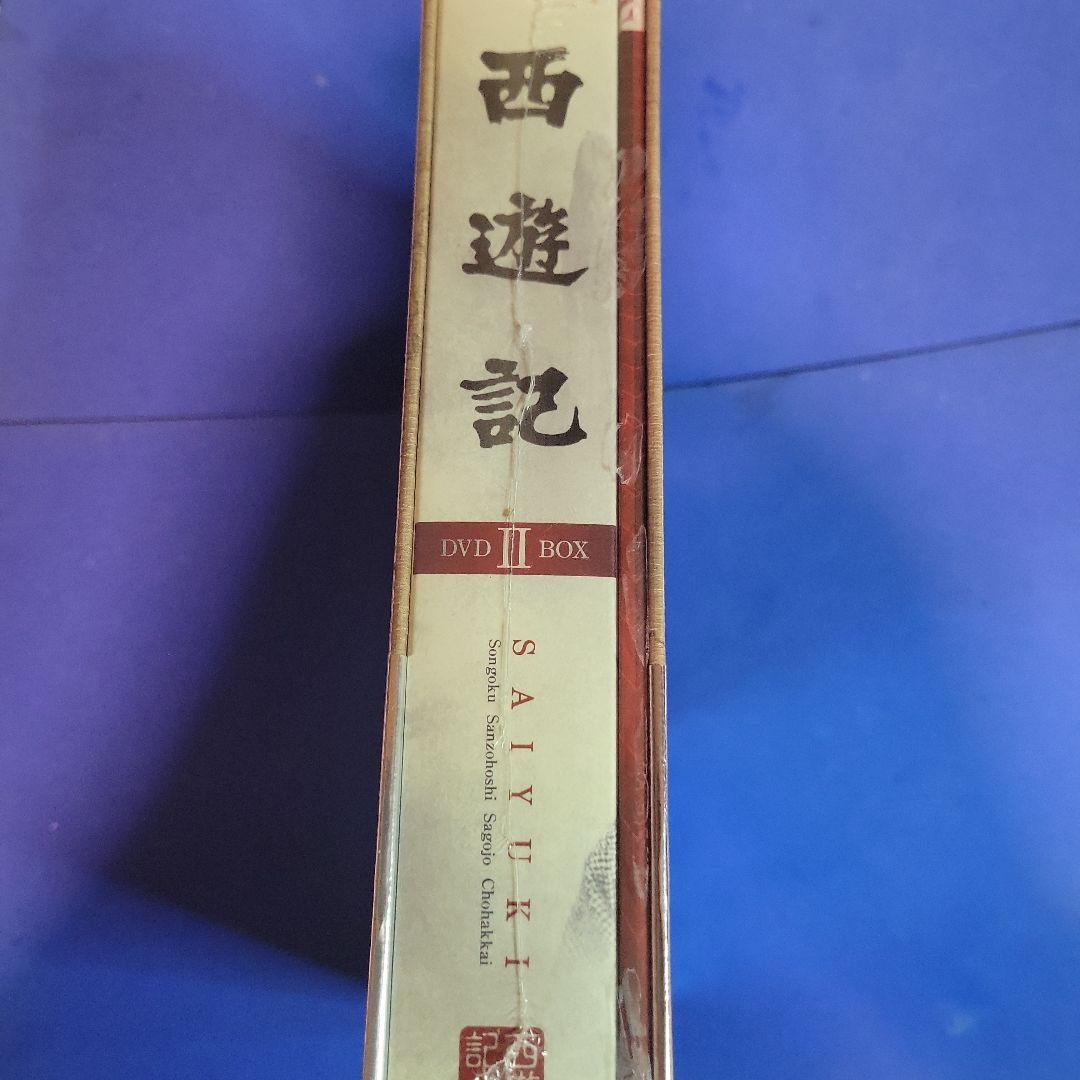 西遊記
DVD II BOX
SAIYUKI
Songoku Sanzohoshi Sagojo Chohakkai